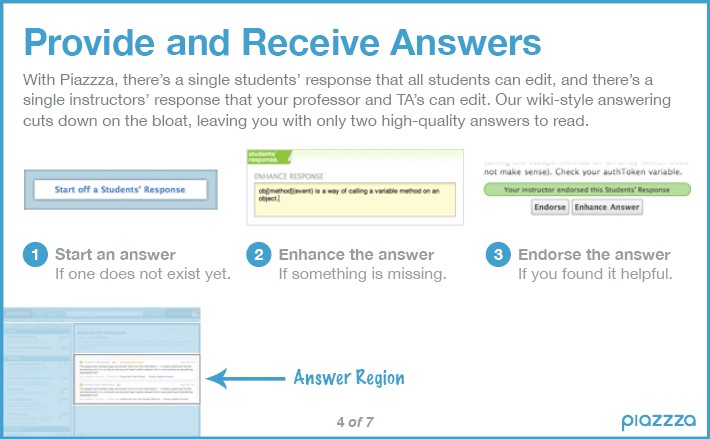 Provide and Receive Answers
With Piazzza, there's a single students' response that all students can edit, and there's a
single instructors' response that your professor and TA's can edit. Our wiki-style answering
cuts down on the bloat, leaving you with only two high-quality answers to read.
Start off a Students' Response
students'
response.
ENHANCE RESPONSE
obj[method](event) is a way of calling a variable method on an
object.
not make sense). Check your authToken variable.
Your instructor endorsed this Students' Response
Endorse Enhance Answer
1 Start an answer
If one does not exist yet.
2 Enhance the answer
If something is missing.
3 Endorse the answer
If you found it helpful.
Answer Region
4 of 7
piazzza